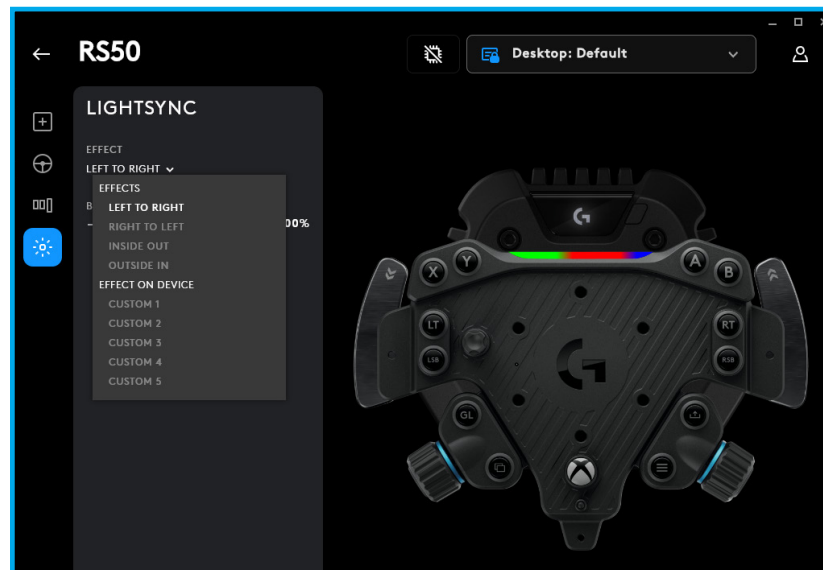 RS50
Desktop: Default
LIGHTSYNC
EFFECT
LEFT TO RIGHT
EFFECTS
LEFT TO RIGHT
B
00%
RIGHT TO LEFT
INSIDE OUT
OUTSIDE IN
EFFECT ON DEVICE
CUSTOM 1
CUSTOM 2
CUSTOM 3
CUSTOM 4
CUSTOM 5
G
X Y A B
LT RT
LSB RSB
G
GL